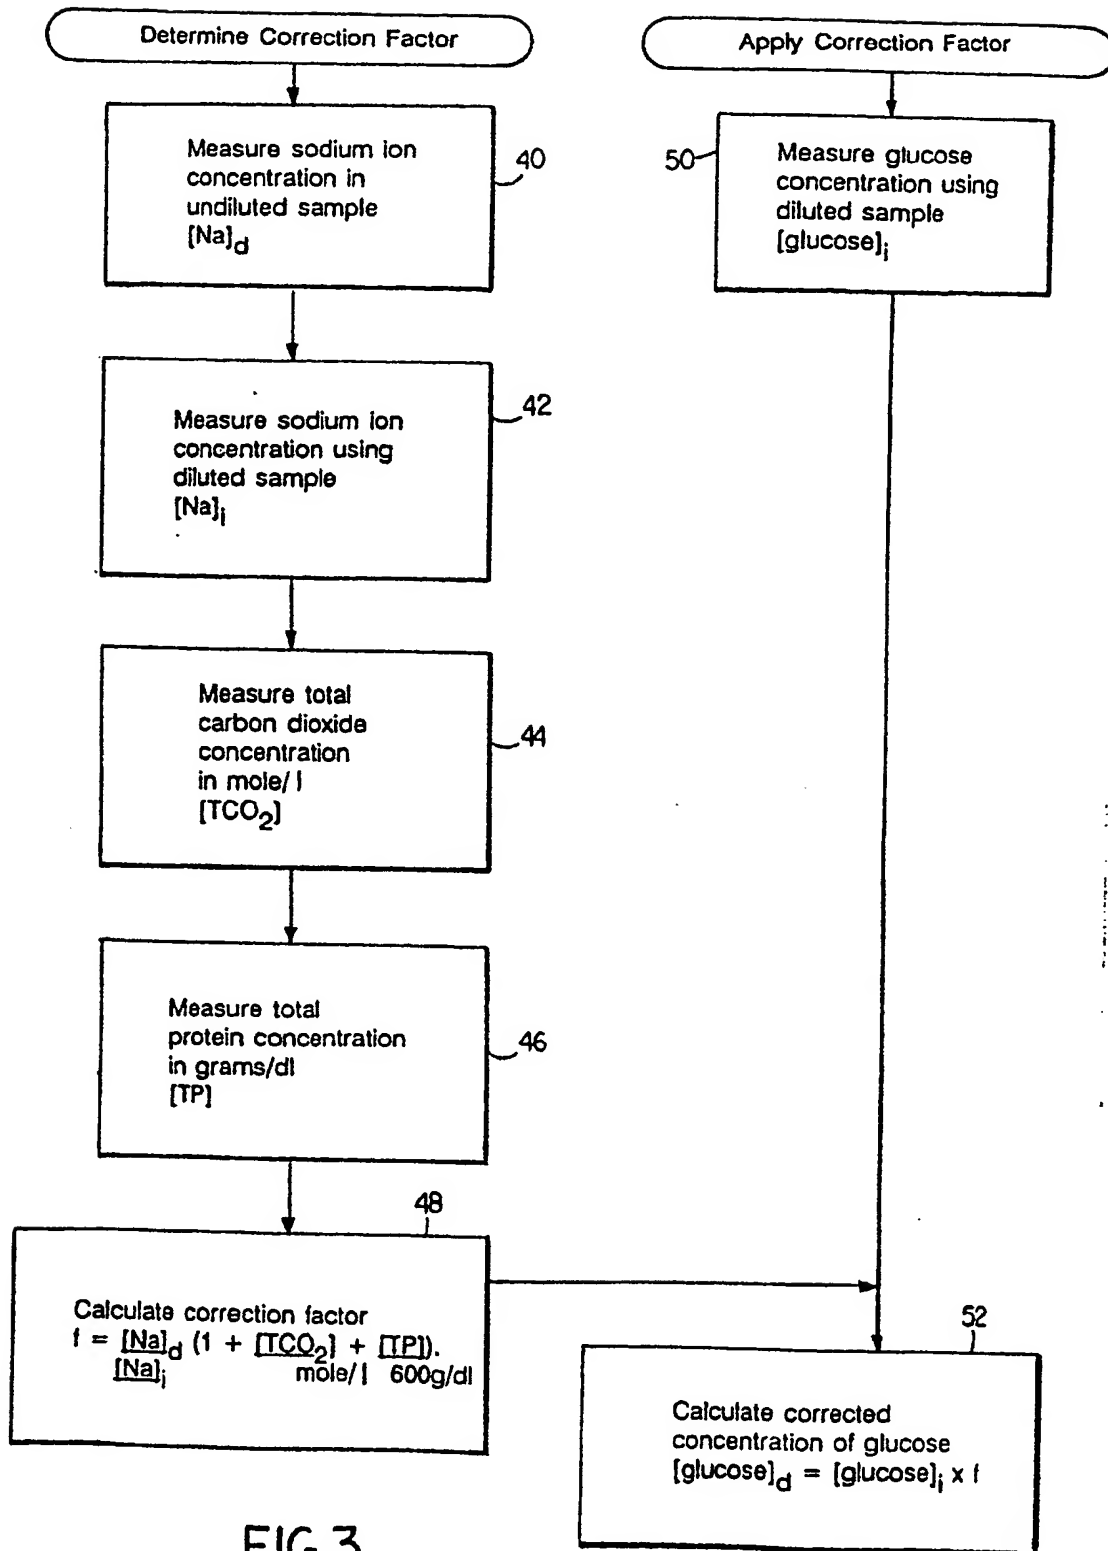 Determine Correction Factor
Measure sodium ion
concentration in
undiluted sample
[Na]d
40
Measure sodium ion
concentration using
diluted sample
[Na]i
42
Measure total
carbon dioxide
concentration
in mole/l
[TCO2]
44
Measure total
protein concentration
in grams/dl
[TP]
46
48
Calculate correction factor
f = [Na]d (1 + [TCO2] + [TP]).
[Na]i mole/l 600g/dl
Apply Correction Factor
50
Measure glucose
concentration using
diluted sample
[glucose]i
52
Calculate corrected
concentration of glucose
[glucose]d = [glucose]i x f
FIG.3